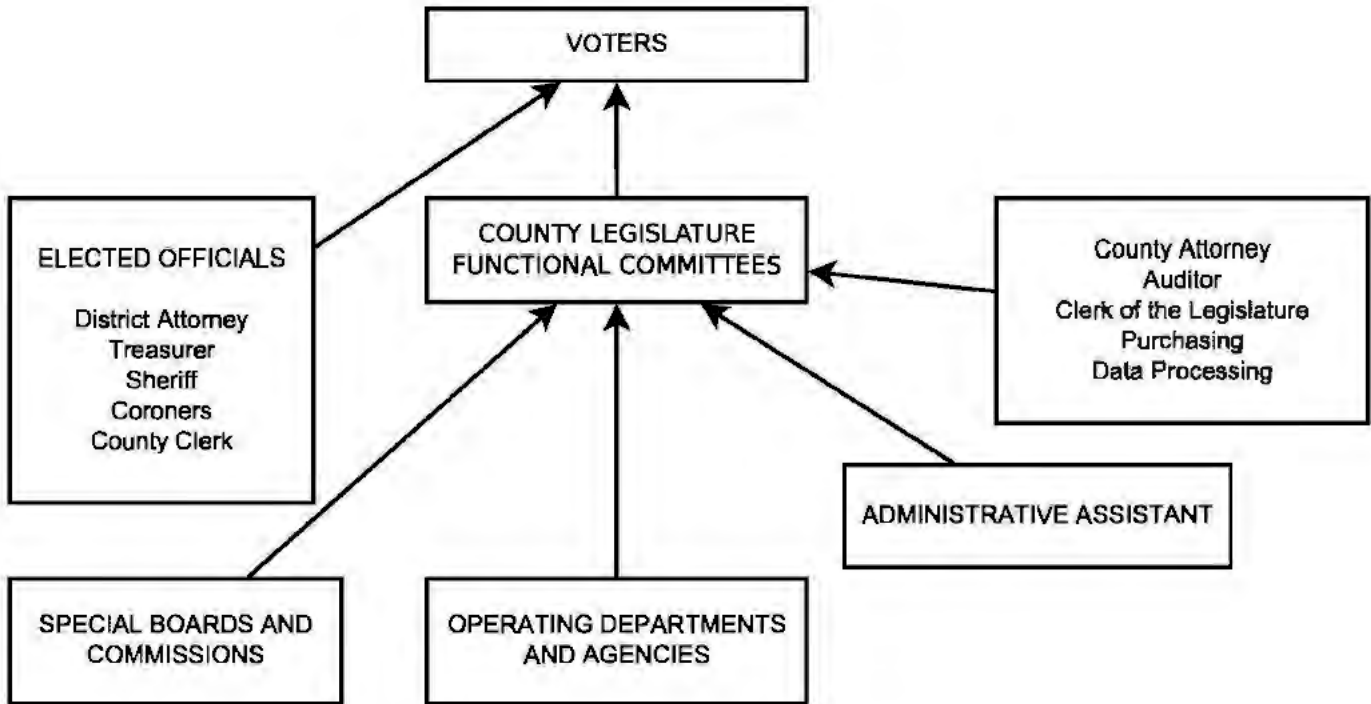 VOTERS
ELECTED OFFICIALS
District Attorney
Treasurer
Sheriff
Coroners
County Clerk
COUNTY LEGISLATURE
FUNCTIONAL COMMITTEES
County Attorney
Auditor
Clerk of the Legislature
Purchasing
Data Processing
ADMINISTRATIVE ASSISTANT
SPECIAL BOARDS AND
COMMISSIONS
OPERATING DEPARTMENTS
AND AGENCIES